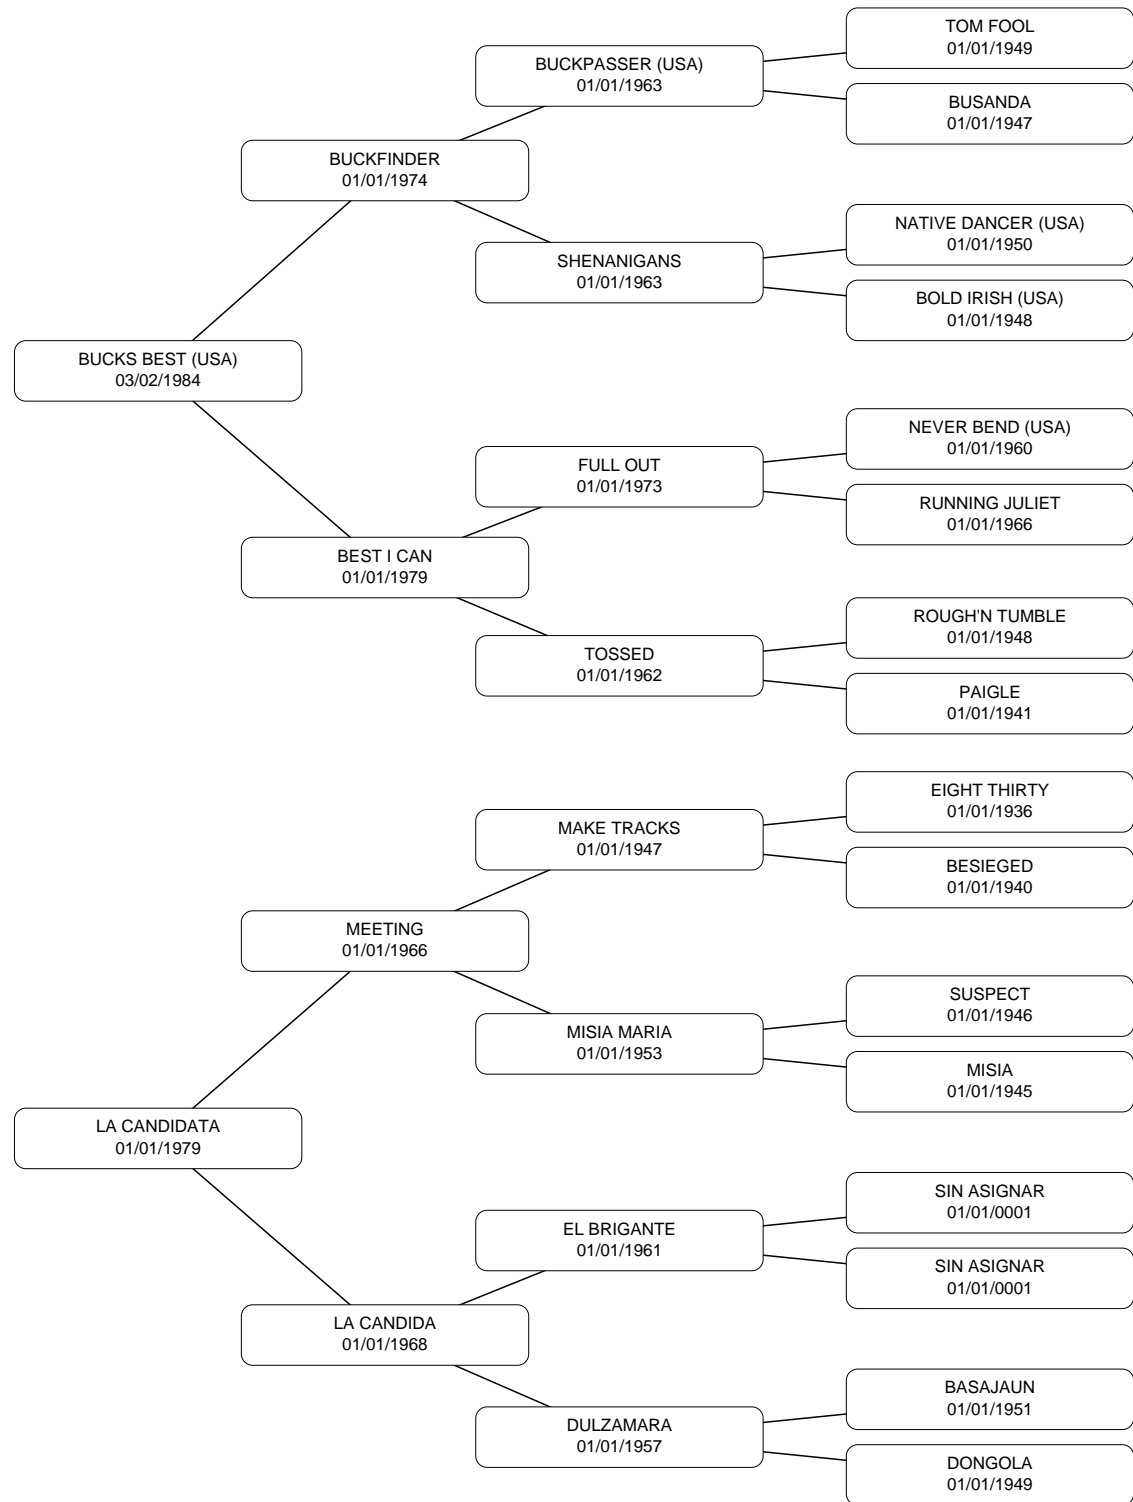 TOM FOOL
01/01/1949
BUCKPASSER (USA)
01/01/1963
BUSANDA
01/01/1947
BUCKFINDER
01/01/1974
NATIVE DANCER (USA)
01/01/1950
SHENANIGANS
01/01/1963
BOLD IRISH (USA)
01/01/1948
BUCKS BEST (USA)
03/02/1984
NEVER BEND (USA)
01/01/1960
FULL OUT
01/01/1973
RUNNING JULIET
01/01/1966
BEST I CAN
01/01/1979
ROUGH'N TUMBLE
01/01/1948
TOSSED
01/01/1962
PAIGLE
01/01/1941
EIGHT THIRTY
01/01/1936
MAKE TRACKS
01/01/1947
BESIEGED
01/01/1940
MEETING
01/01/1966
SUSPECT
01/01/1946
MISIA MARIA
01/01/1953
MISIA
01/01/1945
LA CANDIDATA
01/01/1979
SIN ASIGNAR
01/01/0001
EL BRIGANTE
01/01/1961
SIN ASIGNAR
01/01/0001
LA CANDIDA
01/01/1968
BASAJAUN
01/01/1951
DULZAMARA
01/01/1957
DONGOLA
01/01/1949